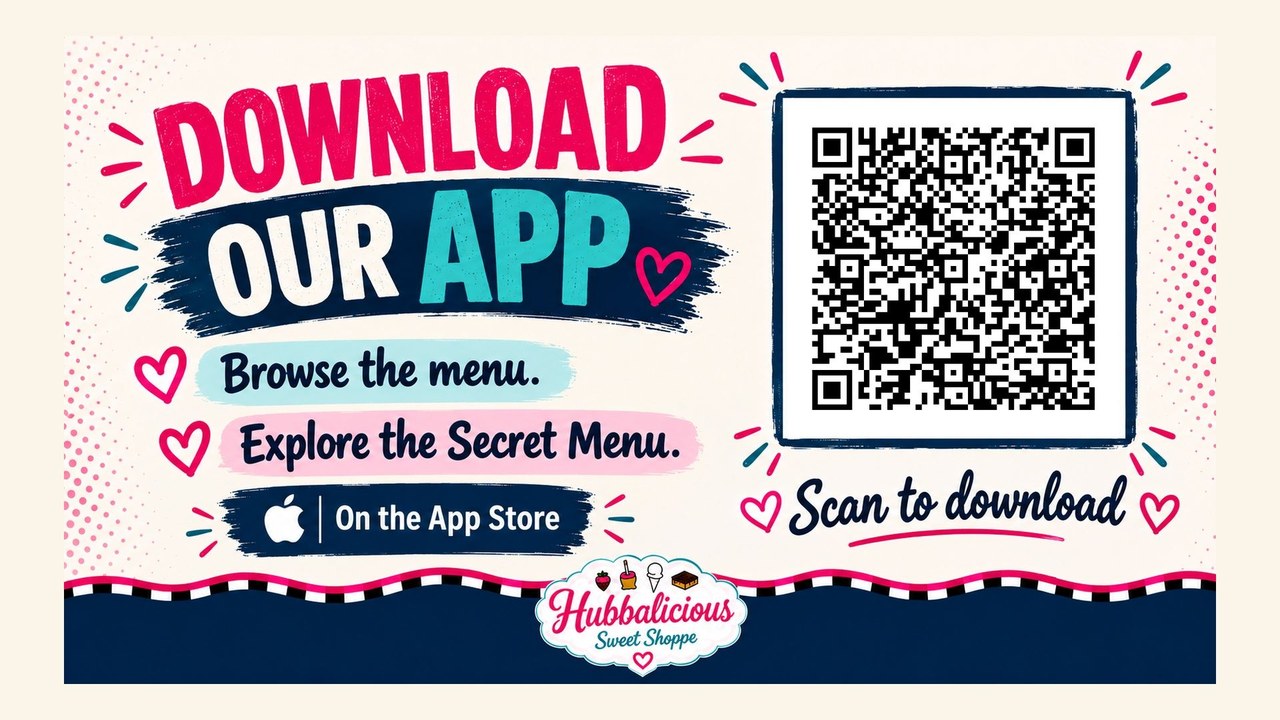 DOWNLOAD
OUR APP
Browse the menu.
Explore the Secret Menu.
On the App Store
Scan to download
Hubbalicious
Sweet Shoppe